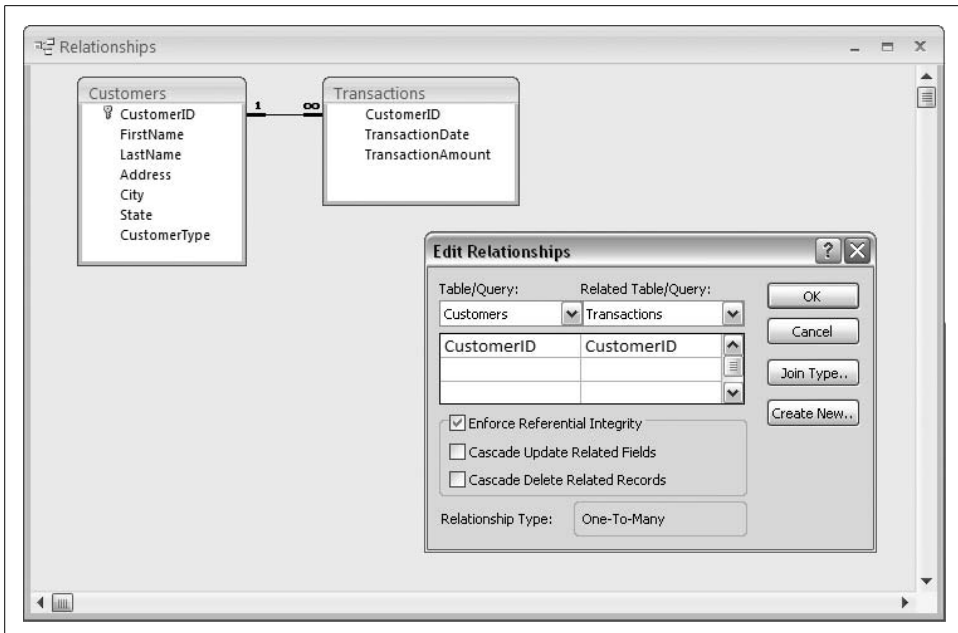 Relationships
Customers
CustomerID
FirstName
LastName
Address
City
State
CustomerType
1 ∞
Transactions
CustomerID
TransactionDate
TransactionAmount
Edit Relationships
?
Table/Query: Related Table/Query:
Customers Transactions
CustomerID CustomerID
Enforce Referential Integrity
Cascade Update Related Fields
Cascade Delete Related Records
Relationship Type: One-To-Many
OK
Cancel
Join Type..
Create New..